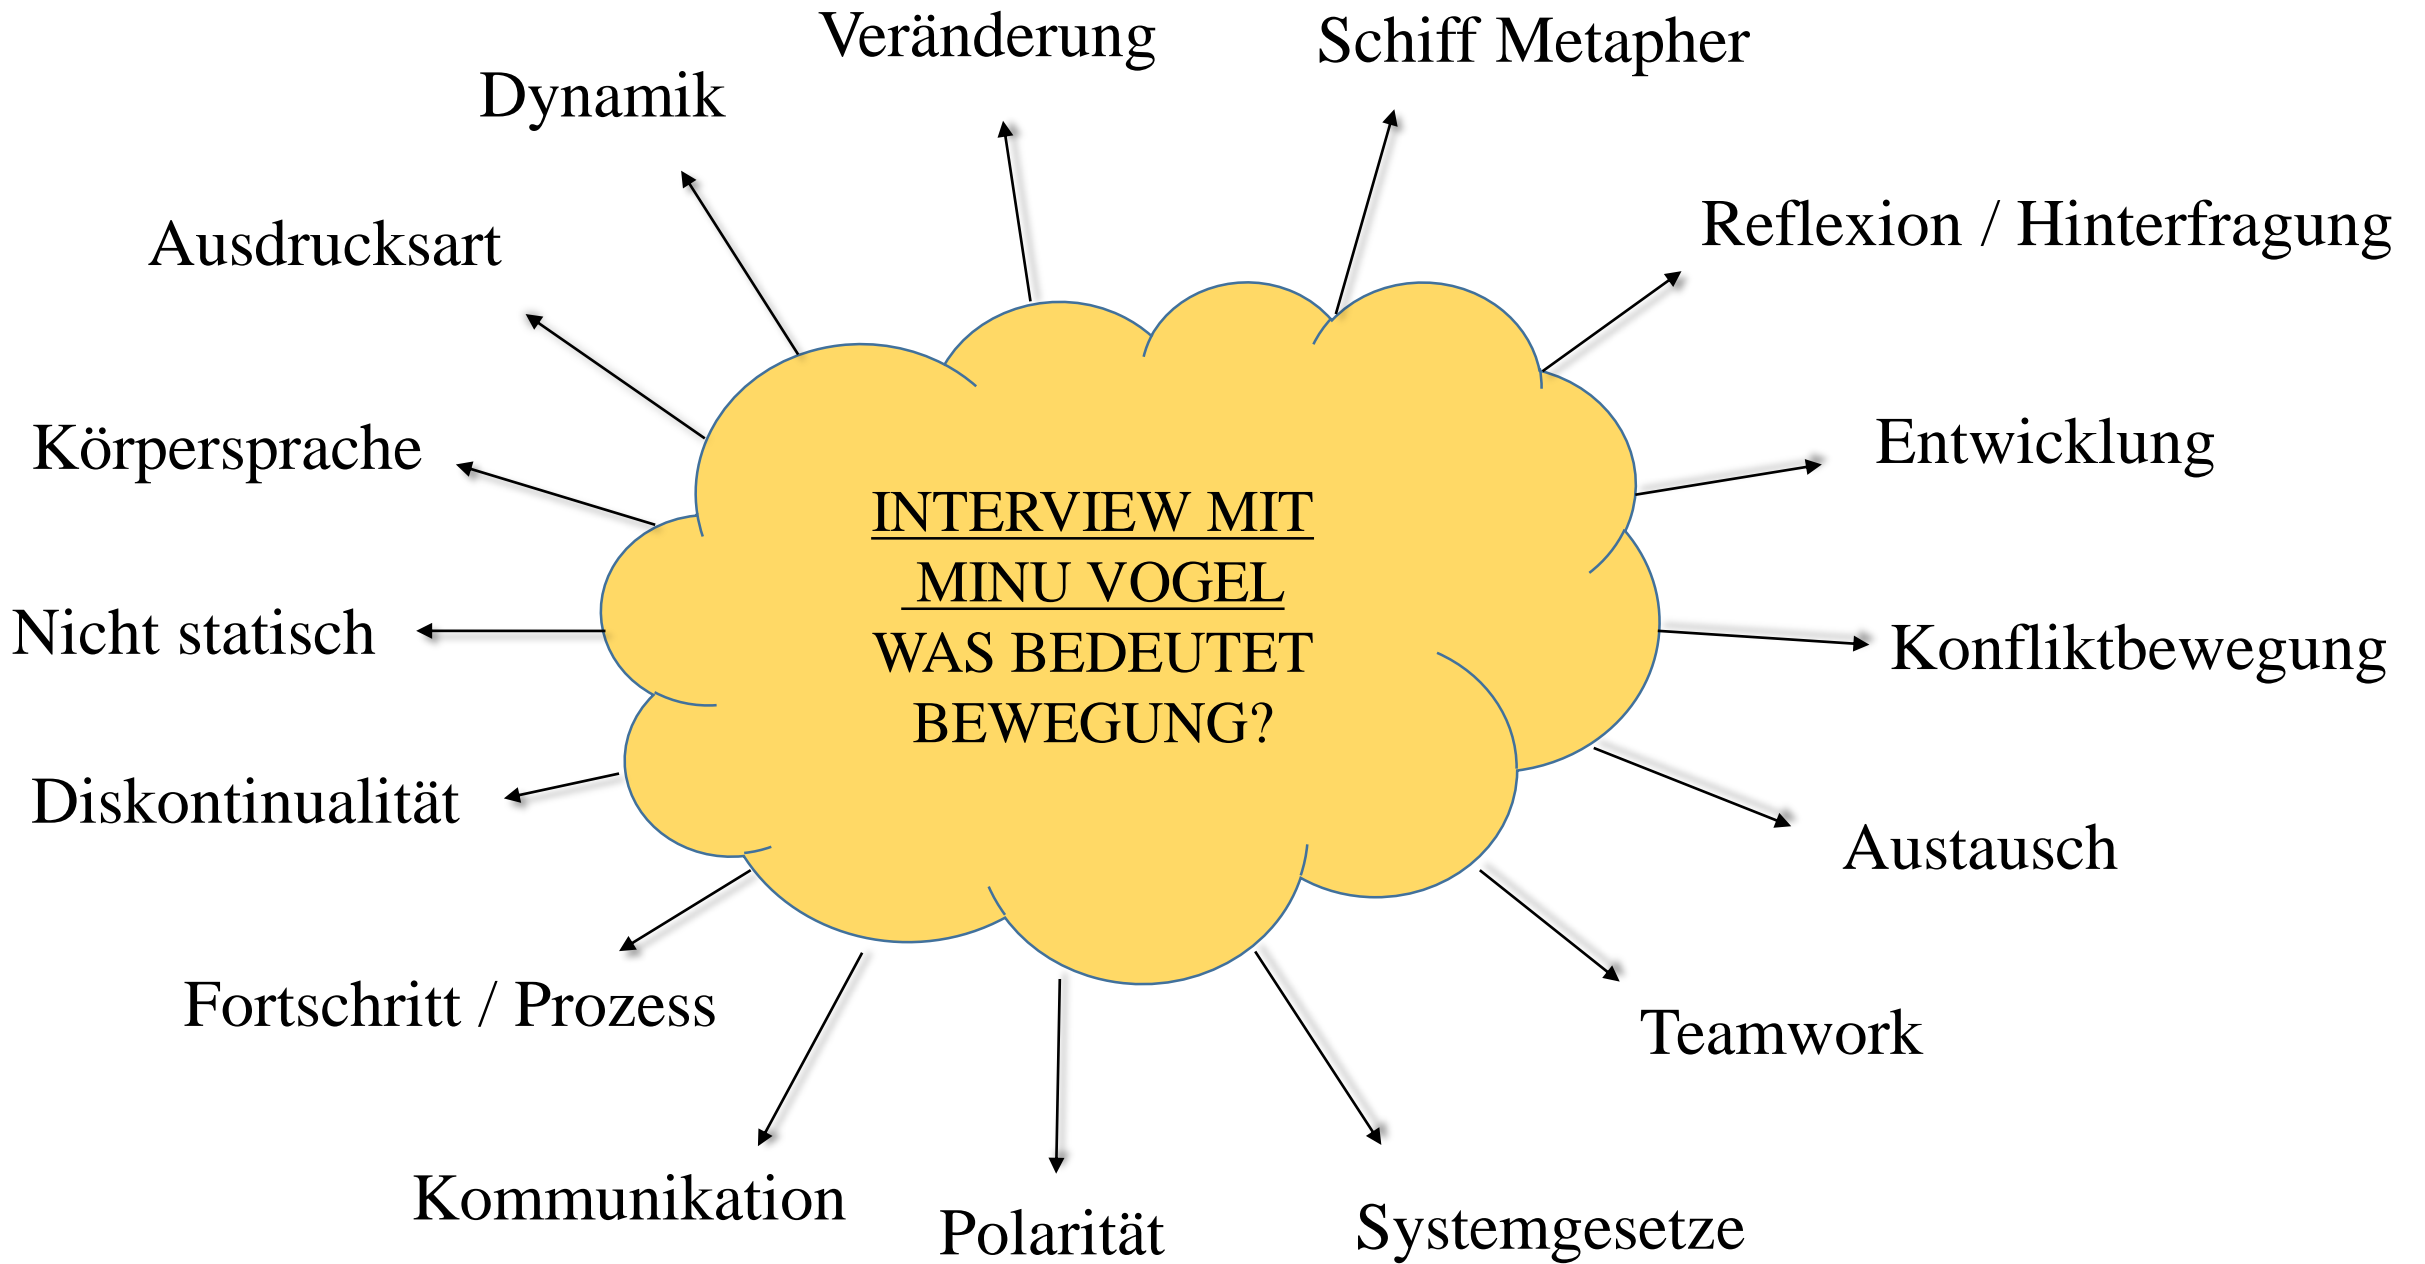 Veränderung
Schiff Metapher
Dynamik
Reflexion / Hinterfragung
Ausdrucksart
Entwicklung
Körpersprache
INTERVIEW MIT
MINU VOGEL
WAS BEDEUTET
BEWEGUNG?
Nicht statisch
Konfliktbewegung
Diskontinualität
Austausch
Fortschritt / Prozess
Teamwork
Kommunikation
Polarität
Systemgesetze